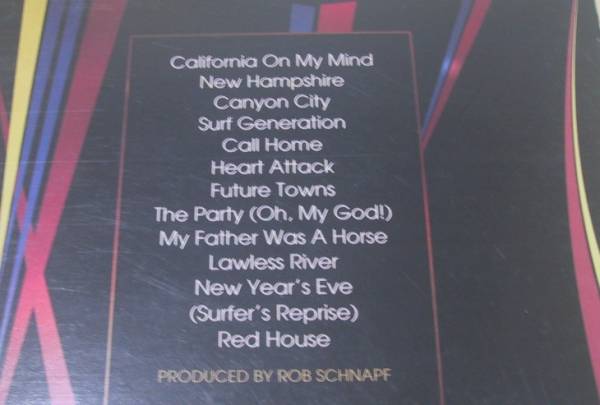 California On My Mind
New Hampshire
Canyon City
Surf Generation
Call Home
Heart Attack
Future Towns
The Party (Oh, My God!)
My Father Was A Horse
Lawless River
New Year's Eve
(Surfer's Reprise)
Red House
PRODUCED BY ROB SCHNAPF